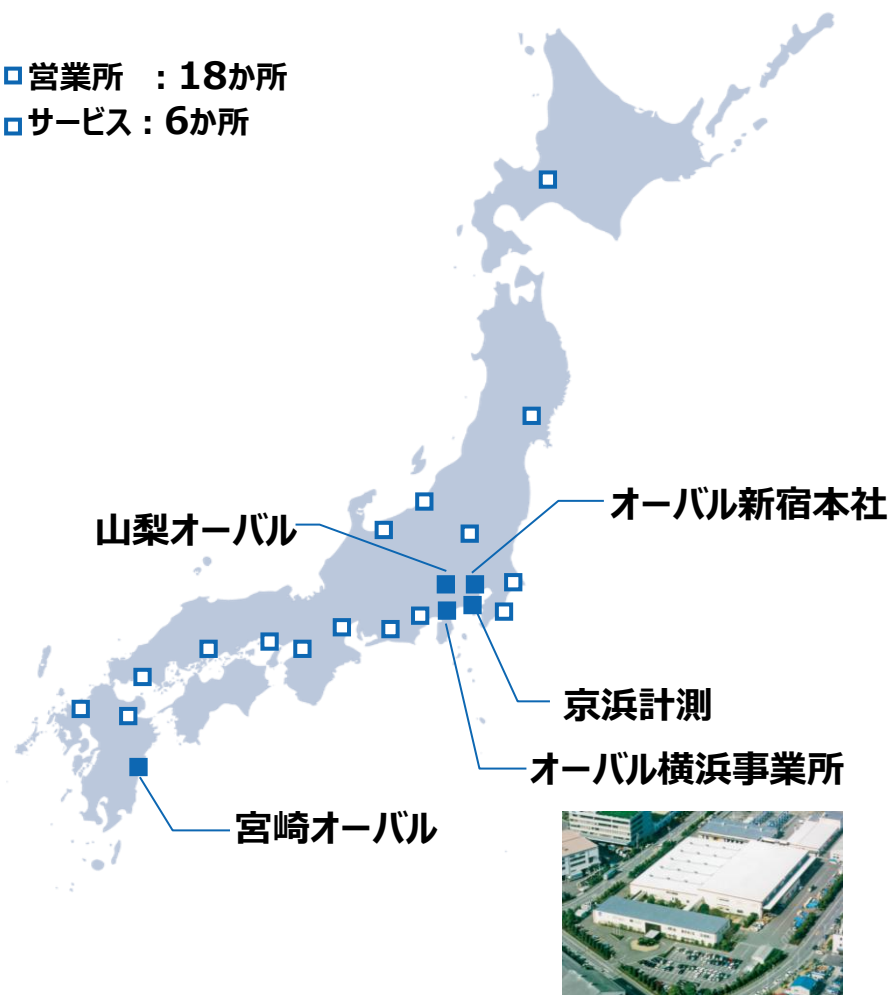 営業所 ：18か所
サービス：6か所
オーバル新宿本社
山梨オーバル
京浜計測
オーバル横浜事業所
宮崎オーバル